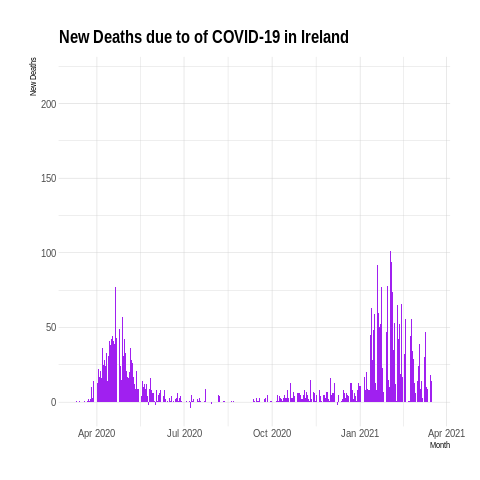 New Deaths due to of COVID-19 in Ireland
New Deaths
200
150
100
50
0
Apr 2020
Jul 2020
Oct 2020
Jan 2021
Apr 2021
Month